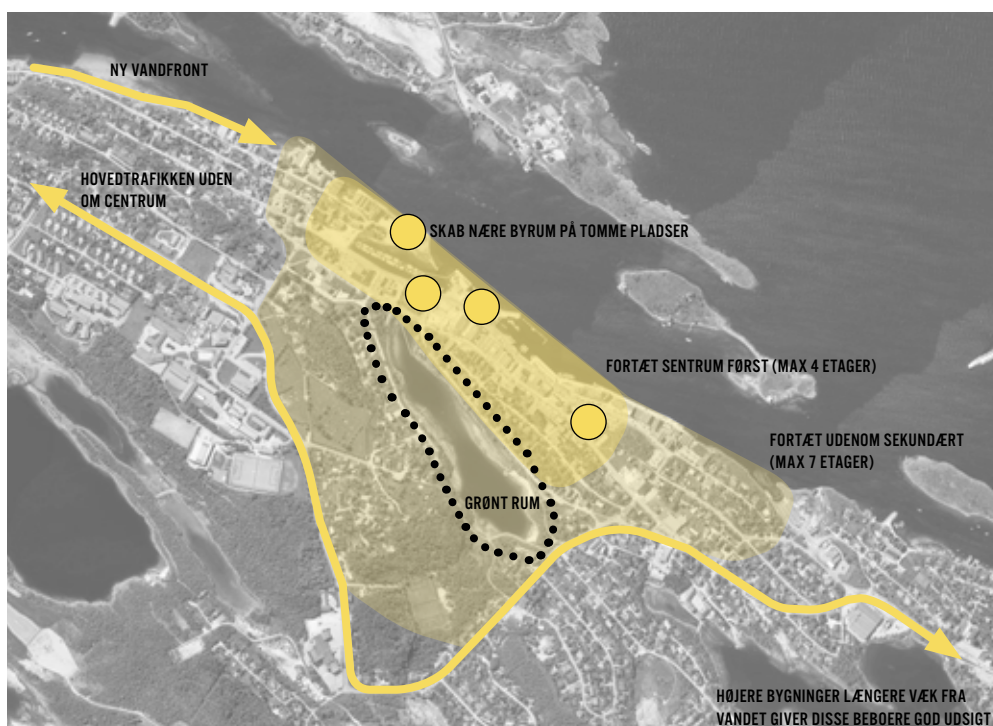 NY VANDFRONT
HOVEDTRAFIKKEN UDEN
OM CENTRUM
SKAB NÆRE BYRUM PÅ TOMME PLADSER
FORTÆT SENTRUM FØRST (MAX 4 ETAGER)
FORTÆT UDENOM SEKUNDÆRT
(MAX 7 ETAGER)
GRØNT RUM
HØJERE BYGNINGER LÆNGERE VÆK FRA
VANDET GIVER DISSE BEBOERE GOD UDSIGT